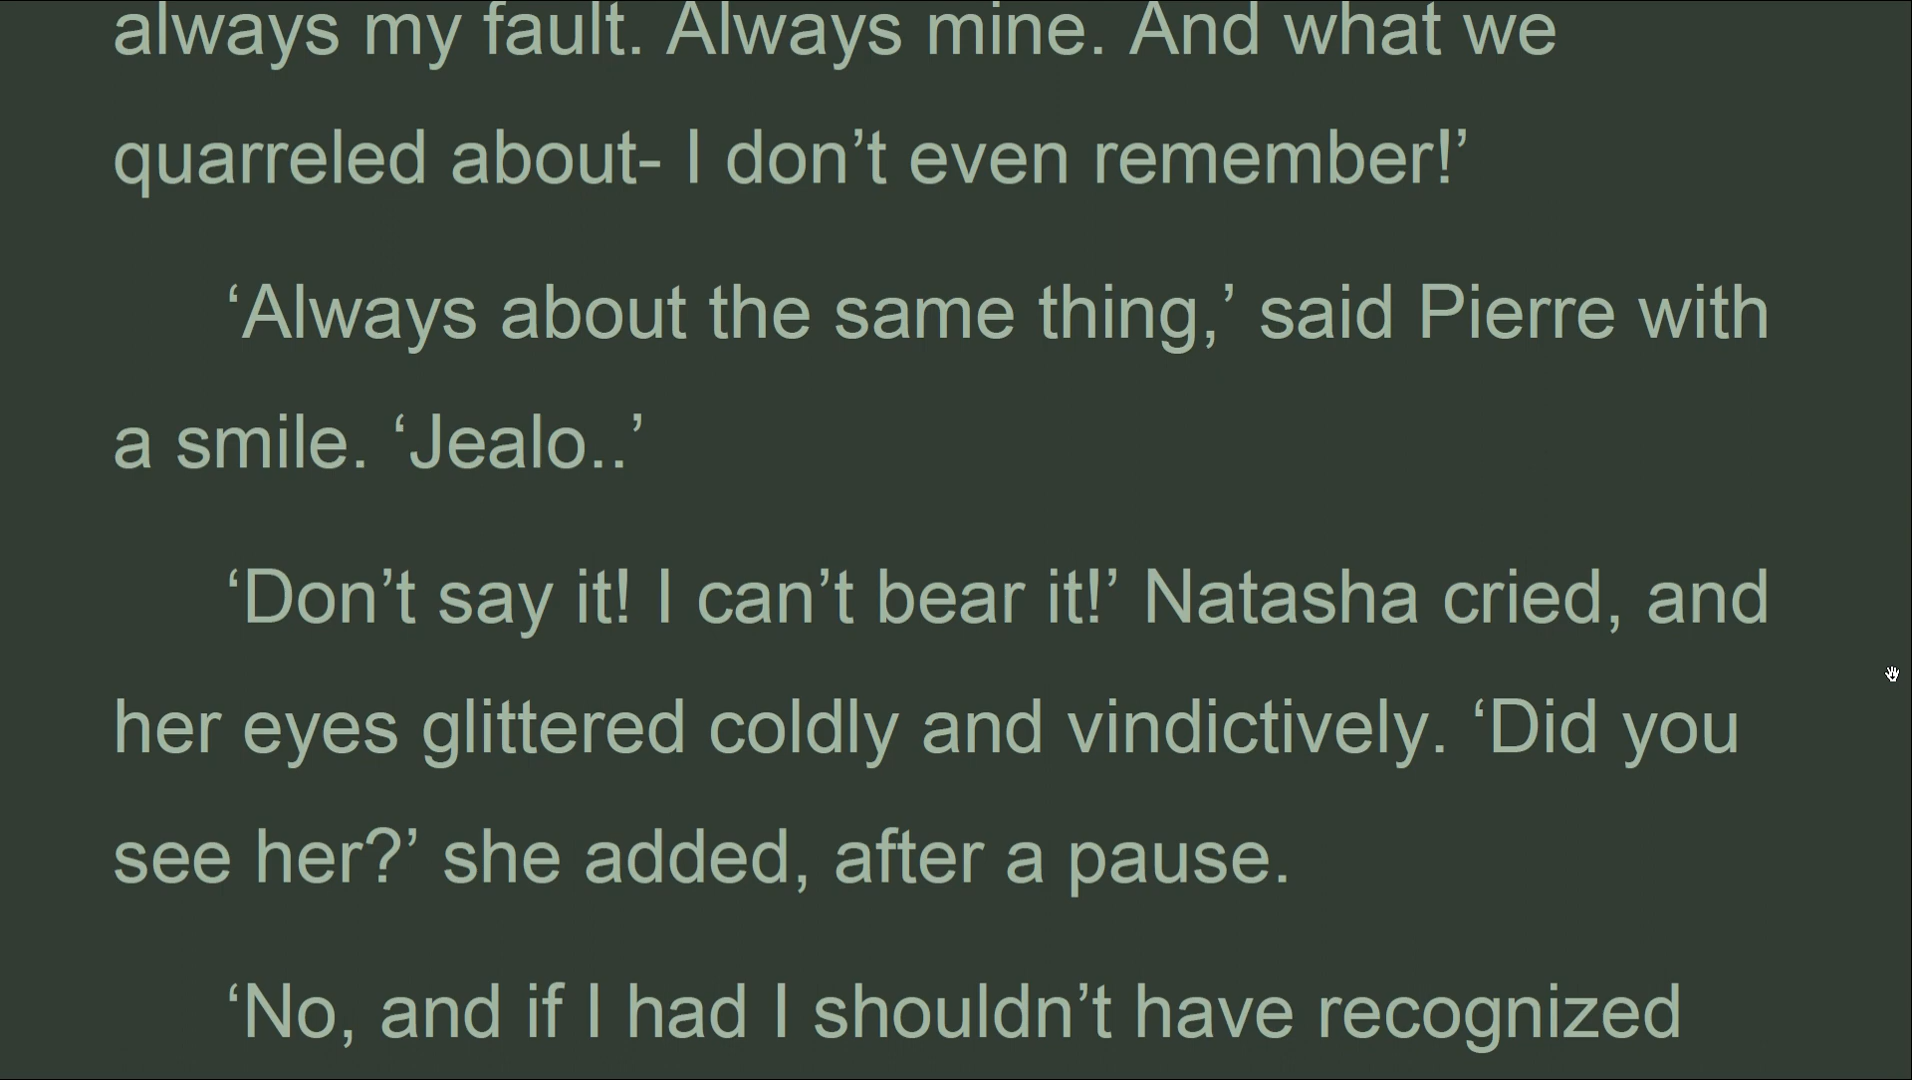 always my fault. Always mine. And what we
quarreled about- I don’t even remember!’
‘Always about the same thing,’ said Pierre with
a smile. ‘Jealo..’
‘Don’t say it! I can’t bear it!’ Natasha cried, and
her eyes glittered coldly and vindictively. ‘Did you
see her?’ she added, after a pause.
‘No, and if I had I shouldn’t have recognized